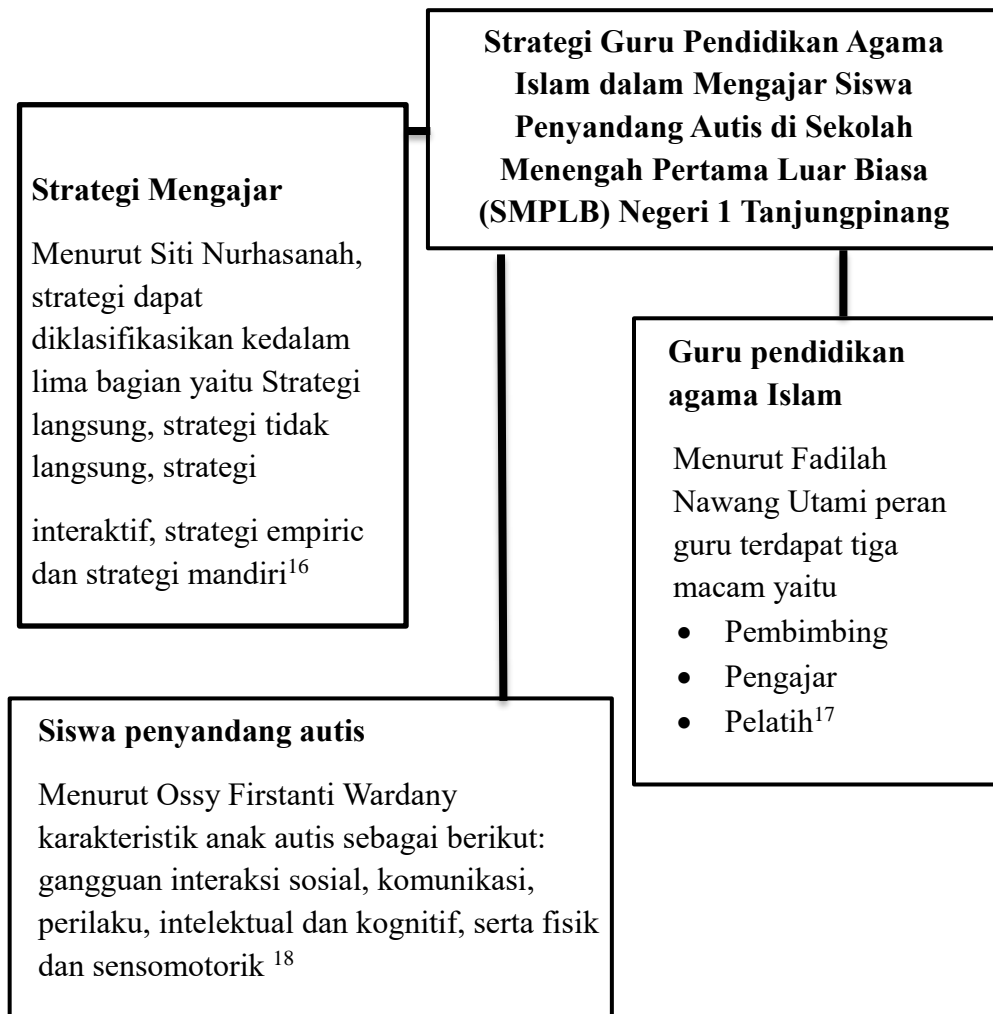 Strategi Guru Pendidikan Agama
Islam dalam Mengajar Siswa
Penyandang Autis di Sekolah
Menengah Pertama Luar Biasa
(SMPLB) Negeri 1 Tanjungpinang
Strategi Mengajar
Menurut Siti Nurhasanah,
strategi dapat
diklasifikasikan kedalam
lima bagian yaitu Strategi
langsung, strategi tidak
langsung, strategi
interaktif, strategi empiric
dan strategi mandiri¹⁶
Guru pendidikan
agama Islam
Menurut Fadilah
Nawang Utami peran
guru terdapat tiga
macam yaitu
• Pembimbing
• Pengajar
• Pelatih¹⁷
Siswa penyandang autis
Menurut Ossy Firstanti Wardany
karakteristik anak autis sebagai berikut:
gangguan interaksi sosial, komunikasi,
perilaku, intelektual dan kognitif, serta fisik
dan sensomotorik ¹⁸